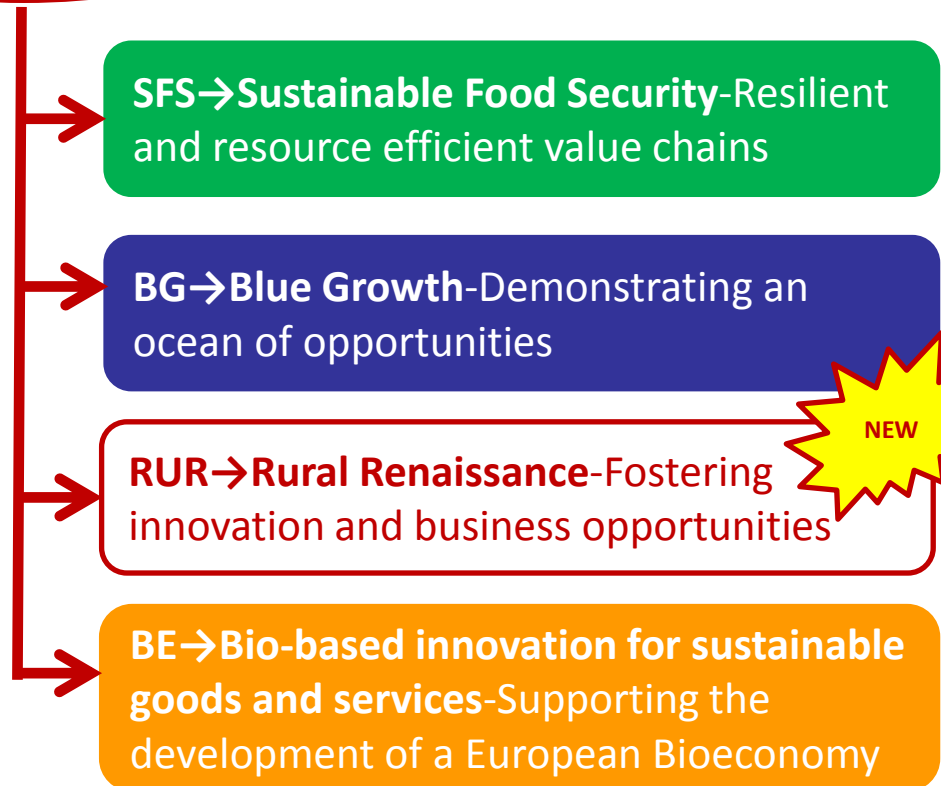 SFS→Sustainable Food Security-Resilient
and resource efficient value chains
BG→Blue Growth-Demonstrating an
ocean of opportunities
NEW
RUR→Rural Renaissance-Fostering
innovation and business opportunities
BE→Bio-based innovation for sustainable
goods and services-Supporting the
development of a European Bioeconomy